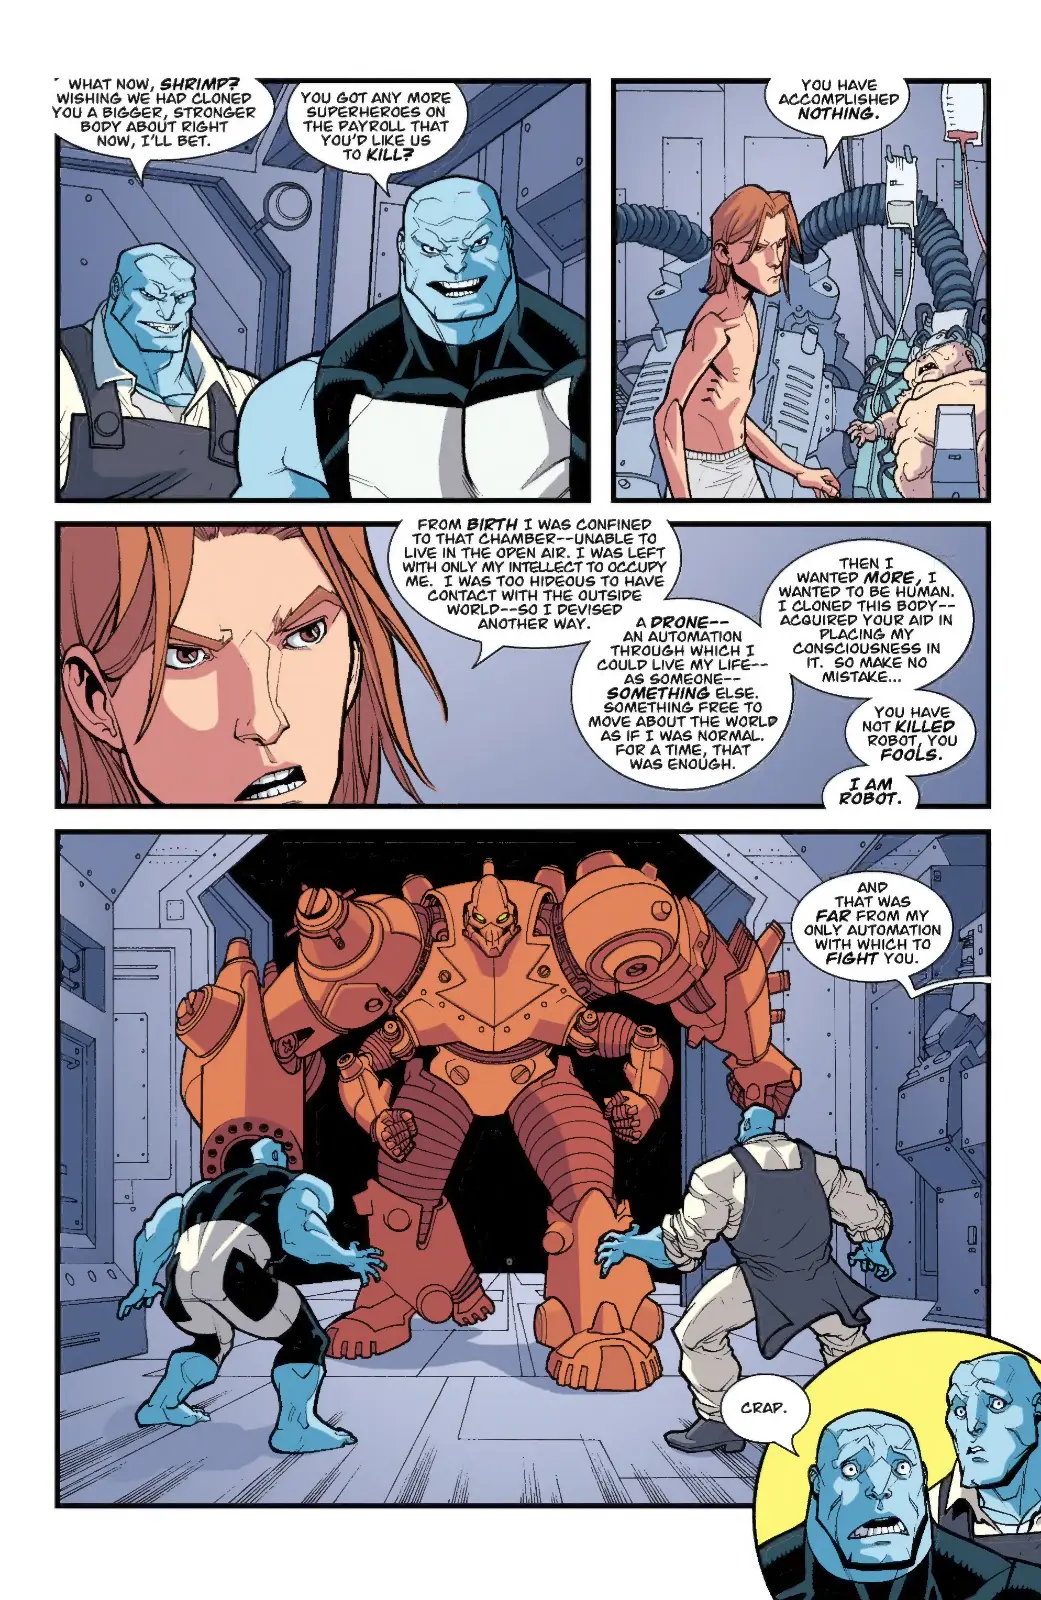 WHAT NOW, SHRIMP?
WISHING WE HAD CLONED
YOU A BIGGER, STRONGER
BODY ABOUT RIGHT
NOW, I'LL BET.
YOU GOT ANY MORE
SUPERHEROES ON
THE PAYROLL THAT
YOU'D LIKE US
TO KILL?
YOU HAVE
ACCOMPLISHED
NOTHING.
FROM BIRTH I WAS CONFINED
TO THAT CHAMBER--UNABLE TO
LIVE IN THE OPEN AIR. I WAS LEFT
WITH ONLY MY INTELLECT TO OCCUPY
ME. I WAS TOO HIDEOUS TO HAVE
CONTACT WITH THE OUTSIDE
WORLD--SO I DEVISED
ANOTHER WAY.
A DRONE--
AN AUTOMATION
THROUGH WHICH I
COULD LIVE MY LIFE--
AS SOMEONE--
SOMETHING ELSE.
SOMETHING FREE TO
MOVE ABOUT THE WORLD
AS IF I WAS NORMAL.
FOR A TIME, THAT
WAS ENOUGH.
THEN I
WANTED MORE, I
WANTED TO BE HUMAN.
I CLONED THIS BODY--
ACQUIRED YOUR AID IN
PLACING MY
CONSCIOUSNESS IN
IT. SO MAKE NO
MISTAKE...
YOU HAVE
NOT KILLED
ROBOT, YOU
FOOLS.
I AM
ROBOT.
AND
THAT WAS
FAR FROM MY
ONLY AUTOMATION
WITH WHICH TO
FIGHT YOU.
CRAP.